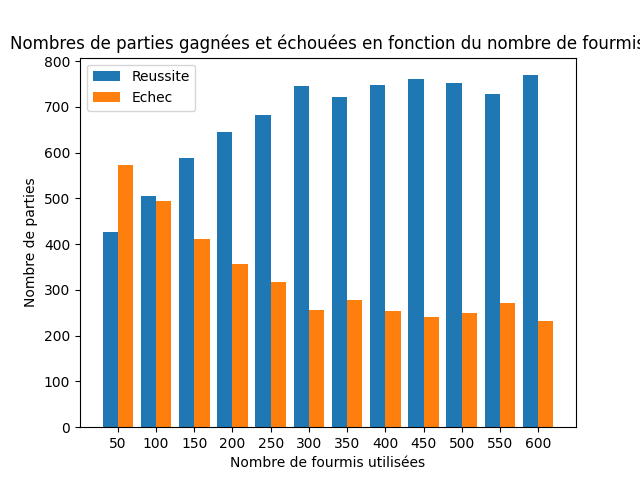 Nombres de parties gagnées et échouées en fonction du nombre de fourmis
Reussite
Echec
Nombre de parties
800
700
600
500
400
300
200
100
0
50 100 150 200 250 300 350 400 450 500 550 600
Nombre de fourmis utilisées